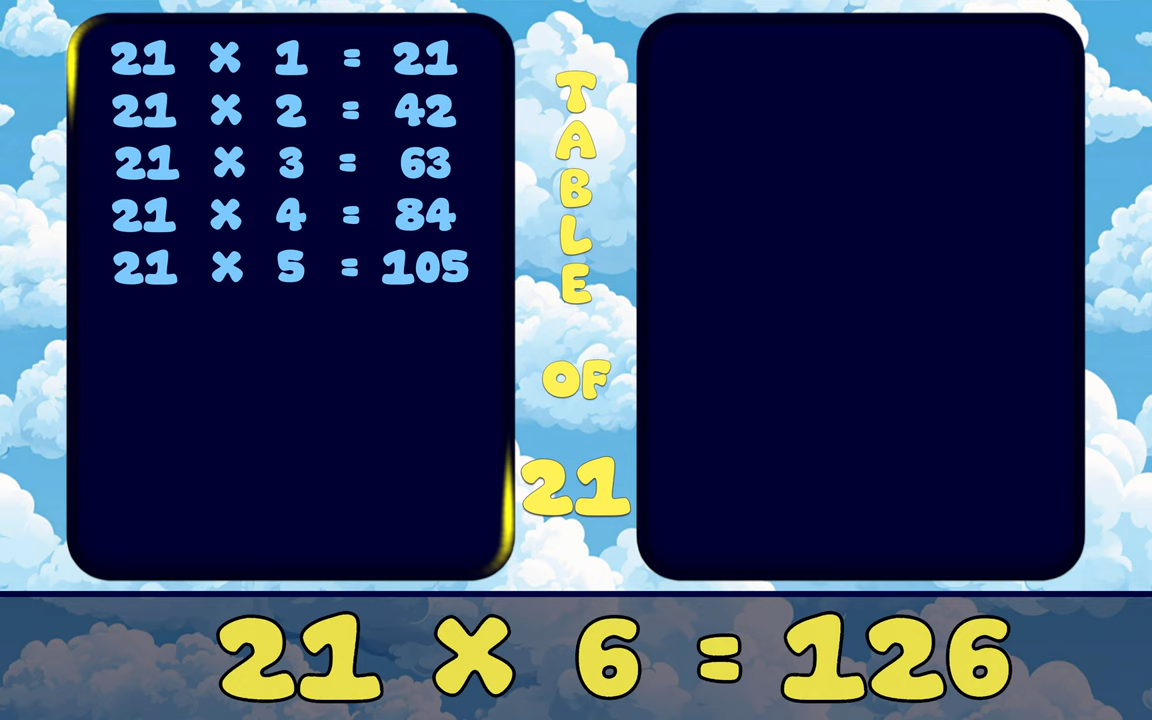 21 x 1 = 21
21 x 2 = 42
21 x 3 = 63
21 x 4 = 84
21 x 5 = 105
TABLE
OF
21
21 x 6 = 126